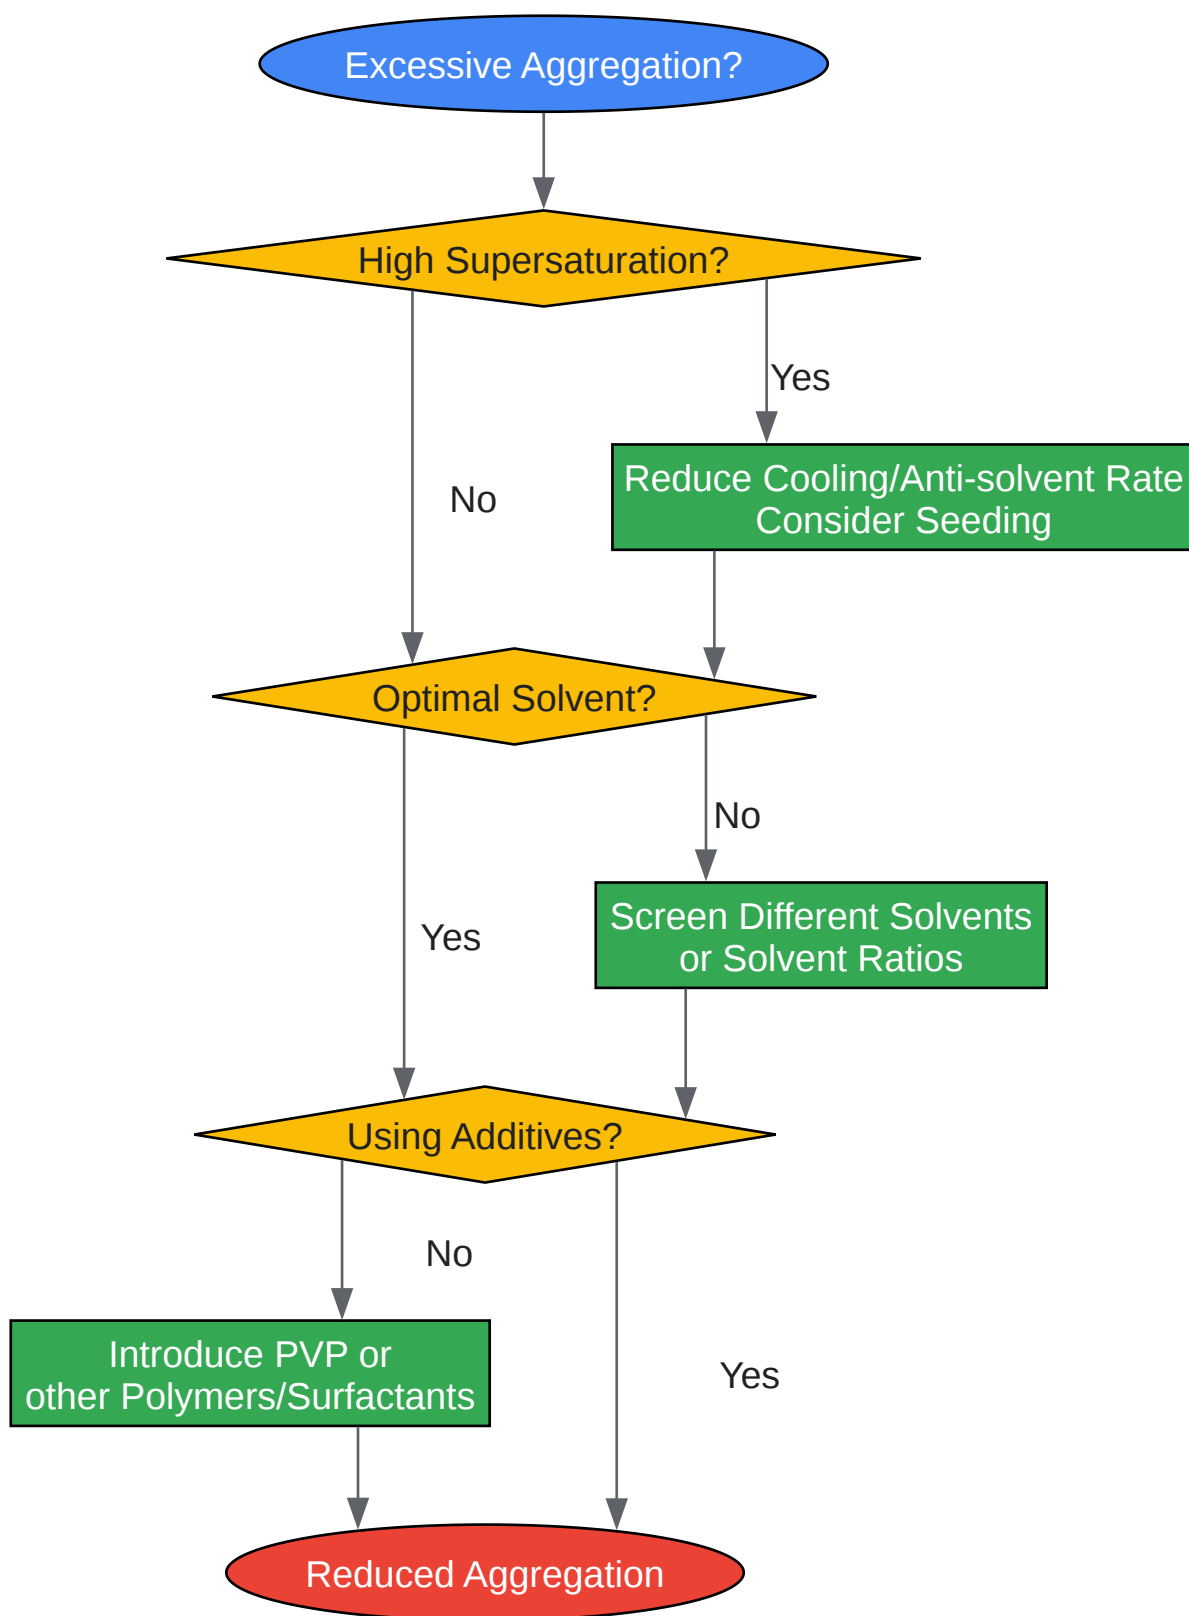 Excessive Aggregation?
High Supersaturation?
Yes
Reduce Cooling/Anti-solvent Rate
Consider Seeding
No
Optimal Solvent?
No
Screen Different Solvents
or Solvent Ratios
Yes
Using Additives?
No
Introduce PVP or
other Polymers/Surfactants
Yes
Reduced Aggregation